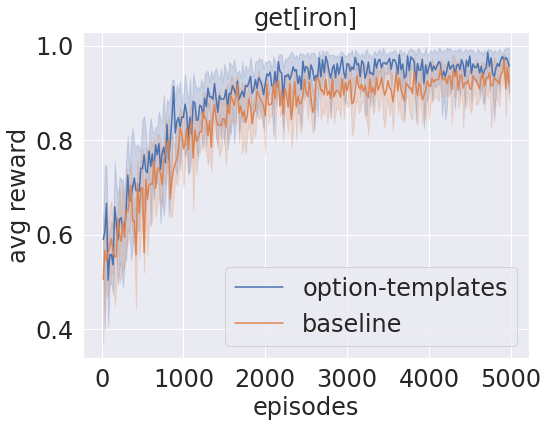 get[iron]
avg reward
1.0
0.8
0.6
0.4
option-templates
baseline
0 1000 2000 3000 4000 5000
episodes